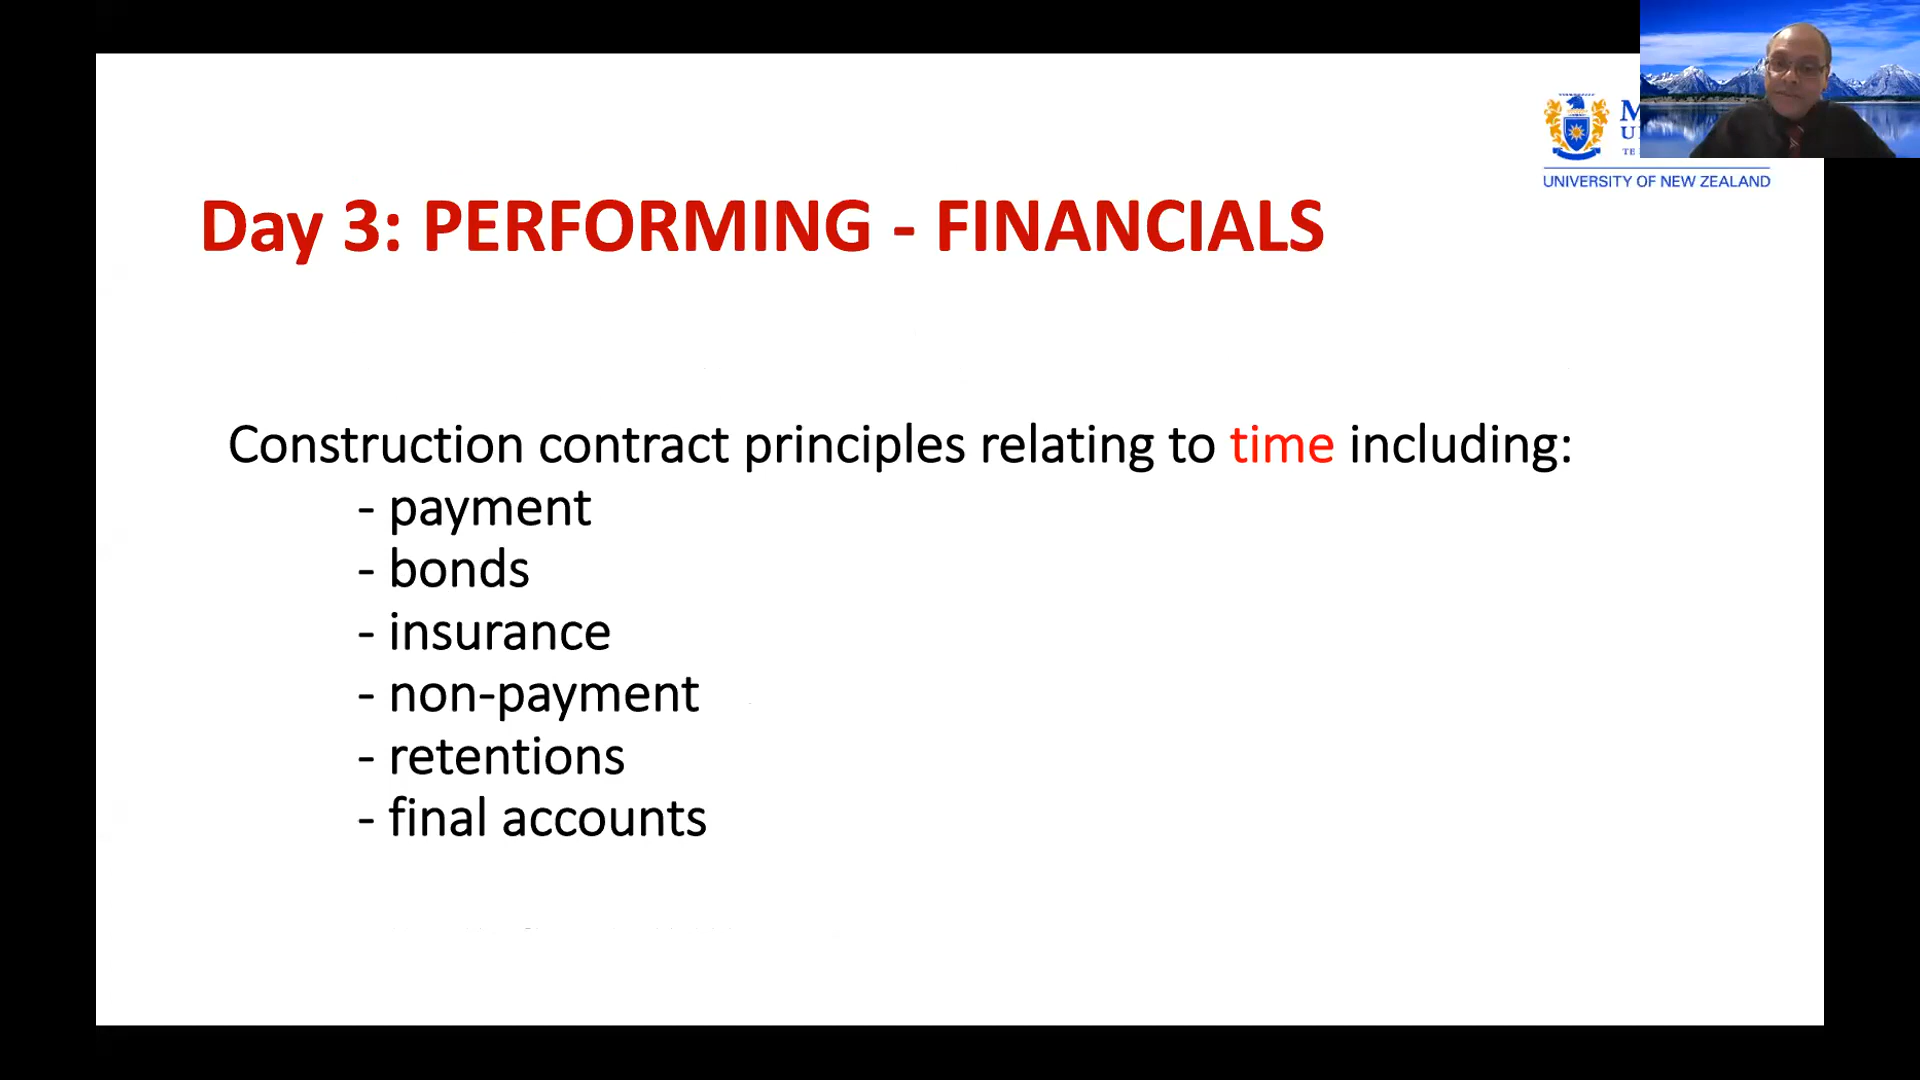 UNIVERSITY OF NEW ZEALAND
Day 3: PERFORMING - FINANCIALS
Construction contract principles relating to time including:
- payment
- bonds
- insurance
- non-payment
- retentions
- final accounts